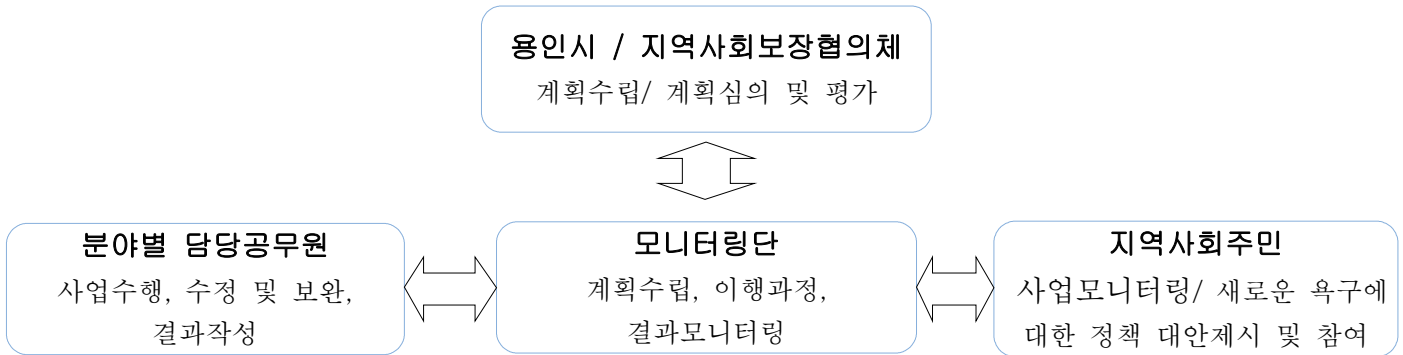 용인시 / 지역사회보장협의체
계획수립/ 계획심의 및 평가
분야별 담당공무원
사업수행, 수정 및 보완,
결과작성
모니터링단
계획수립, 이행과정,
결과모니터링
지역사회주민
사업모니터링/ 새로운 욕구에
대한 정책 대안제시 및 참여